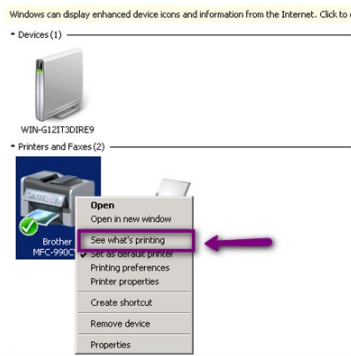 Windows can display enhanced device icons and information from the Internet. Click to
Devices (1)
WIN-G12IT3DIRE9
Printers and Faxes (2)
Brother
MFC-990C
Open
Open in new window
See what's printing
Set as default printer
Printing preferences
Printer properties
Create shortcut
Remove device
Properties